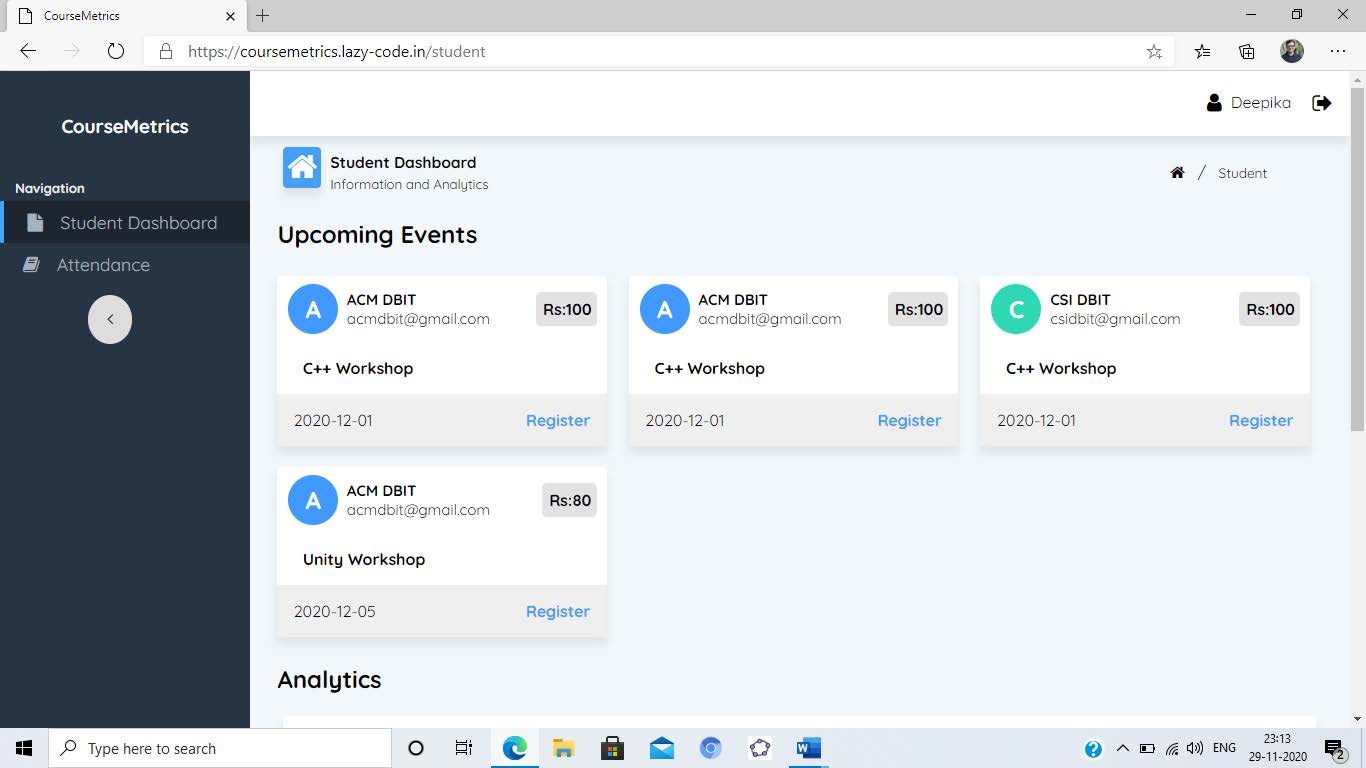 CourseMetrics
https://coursemetrics.lazy-code.in/student
CourseMetrics
Navigation
Student Dashboard
Attendance
Deepika
Student Dashboard
Information and Analytics
/ Student
Upcoming Events
A ACM DBIT Rs:100
acmdbit@gmail.com
C++ Workshop
2020-12-01 Register
A ACM DBIT Rs:100
acmdbit@gmail.com
C++ Workshop
2020-12-01 Register
C CSI DBIT Rs:100
csidbit@gmail.com
C++ Workshop
2020-12-01 Register
A ACM DBIT Rs:80
acmdbit@gmail.com
Unity Workshop
2020-12-05 Register
Analytics
Type here to search
ENG
23:13
29-11-2020
2